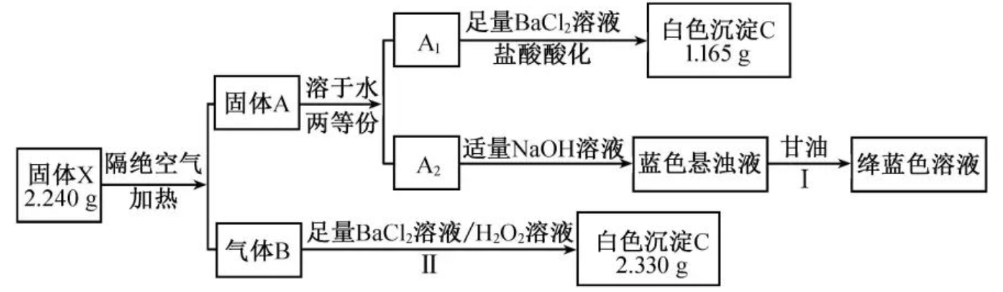 固体X
2.240 g
隔绝空气
加热
固体A
溶于水
两等份
A₁
足量BaCl₂溶液
盐酸酸化
白色沉淀C
1.165 g
A₂
适量NaOH溶液
蓝色悬浊液
甘油
Ⅰ
绛蓝色溶液
气体B
足量BaCl₂溶液/H₂O₂溶液
Ⅱ
白色沉淀C
2.330 g